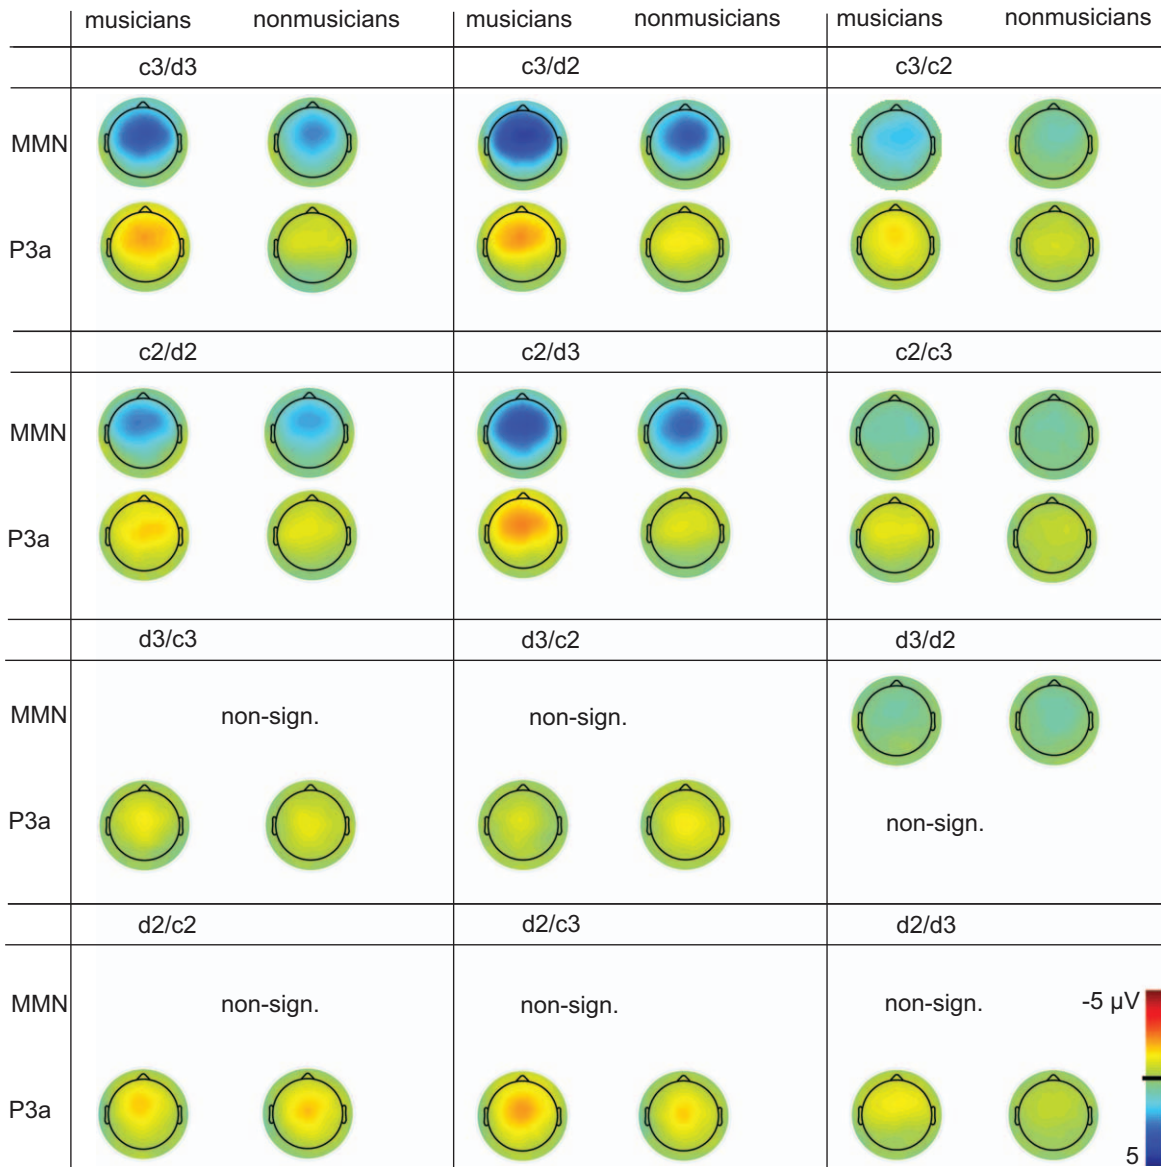 musicians nonmusicians musicians nonmusicians musicians nonmusicians
c3/d3 c3/d2 c3/c2
MMN
P3a
c2/d2 c2/d3 c2/c3
MMN
P3a
d3/c3 d3/c2 d3/d2
MMN non-sign. non-sign.
P3a non-sign.
d2/c2 d2/c3 d2/d3
MMN non-sign. non-sign. non-sign. -5 µV
P3a
5